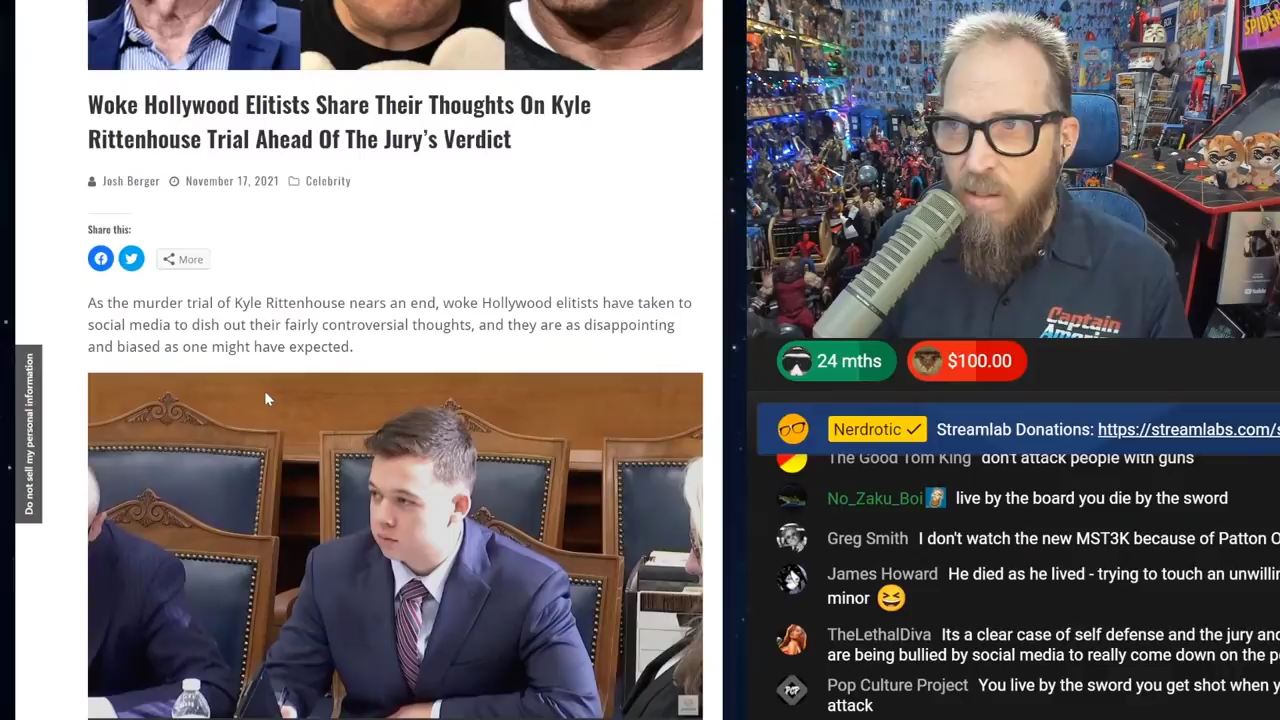 Woke Hollywood Elitists Share Their Thoughts On Kyle
Rittenhouse Trial Ahead Of The Jury's Verdict
Josh Berger November 17, 2021 Celebrity
Share this:
More
As the murder trial of Kyle Rittenhouse nears an end, woke Hollywood elitists have taken to
social media to dish out their fairly controversial thoughts, and they are as disappointing
and biased as one might have expected.
Do not sell my personal information
SPIDER
Captain
24 mths $100.00
Nerdrotic Streamlab Donations: https://streamlabs.com/s
The Good Tom King don't attack people with guns
No_Zaku_Boi live by the board you die by the sword
Greg Smith I don't watch the new MST3K because of Patton O
James Howard He died as he lived - trying to touch an unwillin
minor
TheLethalDiva Its a clear case of self defense and the jury and
are being bullied by social media to really come down on the p
Pop Culture Project You live by the sword you get shot when y
attack
POP